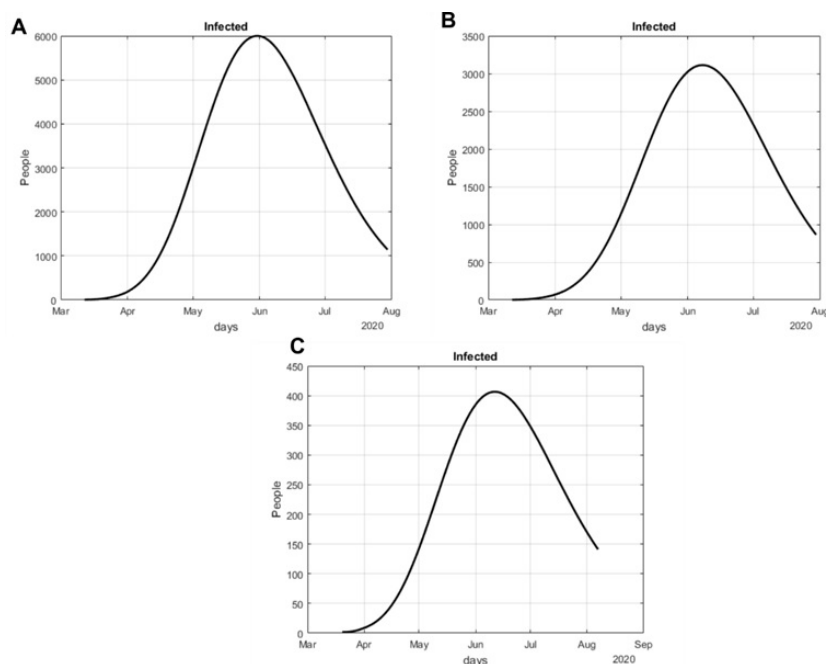 A
Infected
6000
5000
4000
3000
2000
1000
0
People
Mar Apr May Jun Jul Aug
days 2020
B
Infected
3500
3000
2500
2000
1500
1000
500
0
People
Mar Apr May Jun Jul Aug
days 2020
C
Infected
450
400
350
300
250
200
150
100
50
0
People
Mar Apr May Jun Jul Aug Sep
days 2020